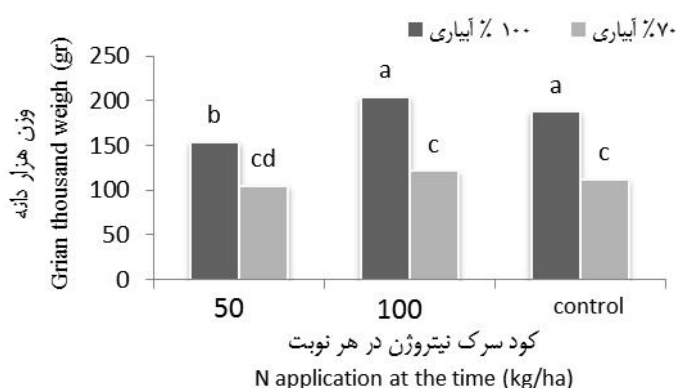 ۱۰۰ ٪ آبیاری ۷۰٪ آبیاری
وزن هزار دانه
Grian thousand weigh (gr)
250
200
150
100
50
0
b cd a c a c
50 100 control
کود سرک نیتروژن در هر نوبت
N application at the time (kg/ha)